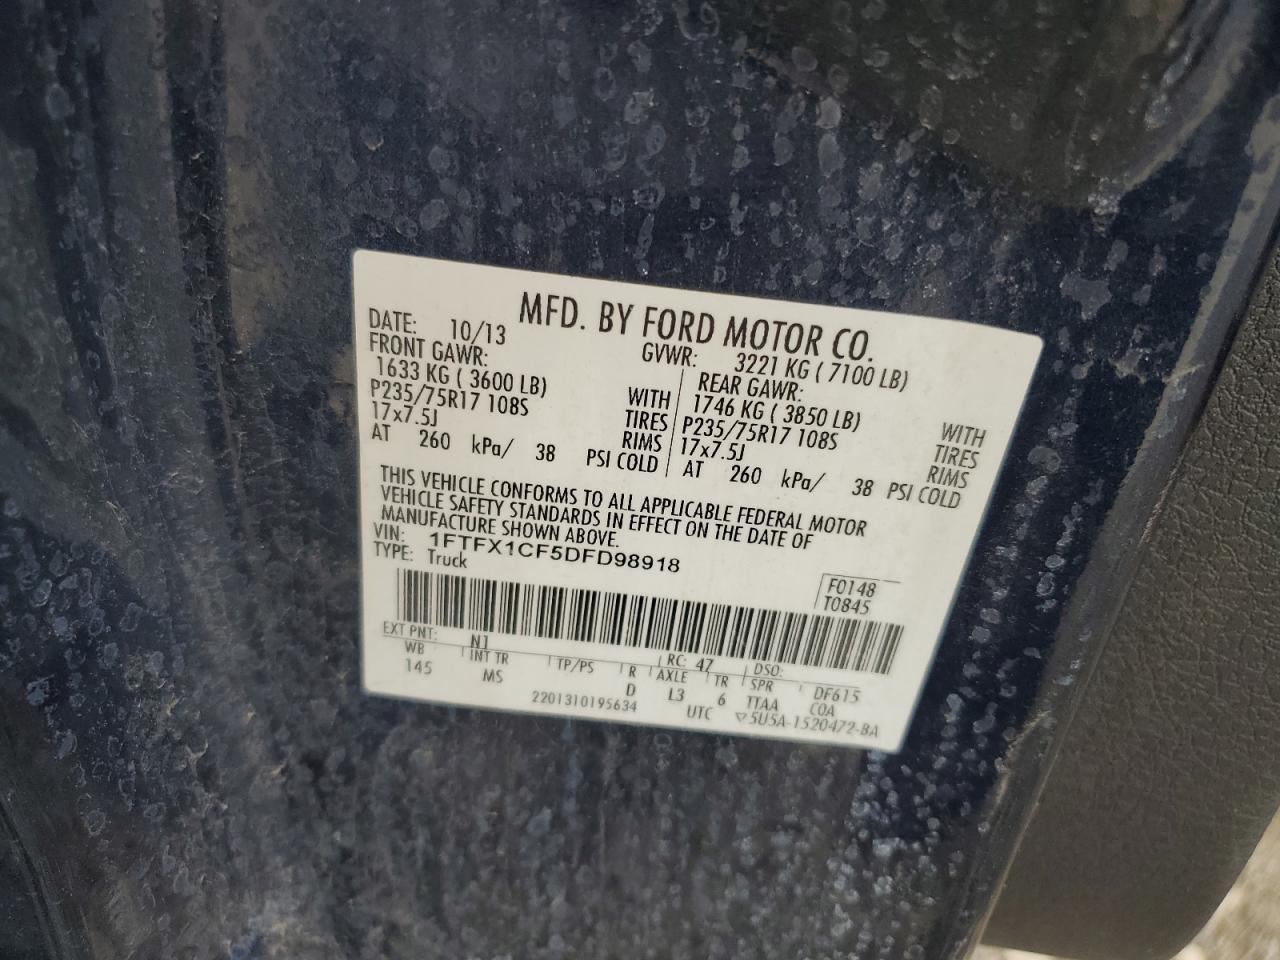 MFD. BY FORD MOTOR CO.
DATE: 10/13 GVWR: 3221 KG ( 7100 LB)
FRONT GAWR: REAR GAWR:
1633 KG ( 3600 LB) WITH 1746 KG ( 3850 LB) WITH
P235/75R17 108S TIRES P235/75R17 108S TIRES
17x7.5J RIMS 17x7.5J RIMS
AT 260 kPa/ 38 PSI COLD AT 260 kPa/ 38 PSI COLD
THIS VEHICLE CONFORMS TO ALL APPLICABLE FEDERAL MOTOR
VEHICLE SAFETY STANDARDS IN EFFECT ON THE DATE OF
MANUFACTURE SHOWN ABOVE.
VIN: 1FTFX1CF5DFD98918
TYPE: Truck
F0148
T0845
EXT PNT: N1 RC: 47 DSO:
WB INT TR TP/PS R AXLE TR SPR DF615
145 MS D L3 6 TTAA COA
2201310195634 UTC ▽5U5A-1520472-BA